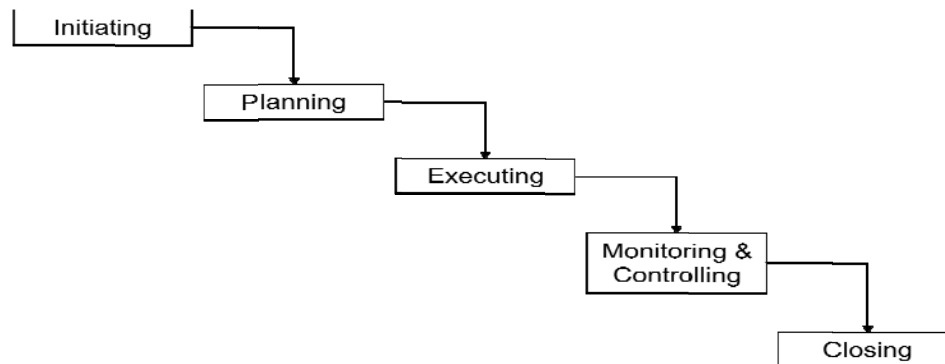 Initiating
Planning
Executing
Monitoring &
Controlling
Closing